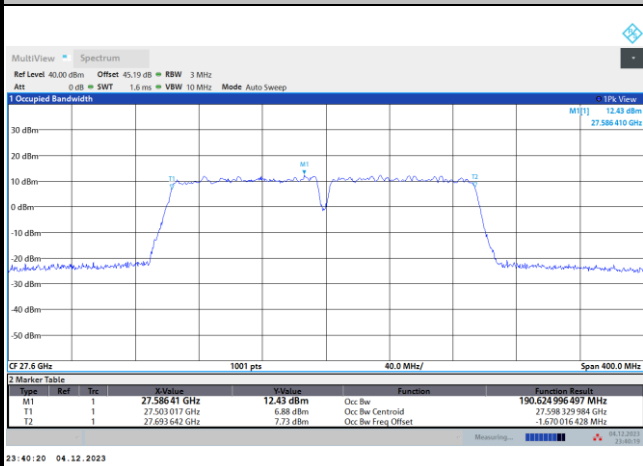 MultiView Spectrum
Ref Level 40.00 dBm Offset 45.19 dB RBW 3 MHz
Att 0 dB SWT 1.6 ms VBW 10 MHz Mode Auto Sweep
1 Occupied Bandwidth 1Pk View
M1[1] 12.43 dBm
27.586 410 GHz
30 dBm
20 dBm
M1
T1 T2
10 dBm
0 dBm
-10 dBm
-20 dBm
-30 dBm
-40 dBm
-50 dBm
CF 27.6 GHz 1001 pts 40.0 MHz/ Span 400.0 MHz
2 Marker Table
Type Ref Trc X-Value Y-Value Function Function Result
M1 1 27.586 41 GHz 12.43 dBm Occ Bw 190.624 996 497 MHz
T1 1 27.503 017 GHz 6.88 dBm Occ Bw Centroid 27.598 329 984 GHz
T2 1 27.693 642 GHz 7.73 dBm Occ Bw Freq Offset -1.670 016 428 MHz
Measuring... 04.12.2023
23:40:19
23:40:20 04.12.2023